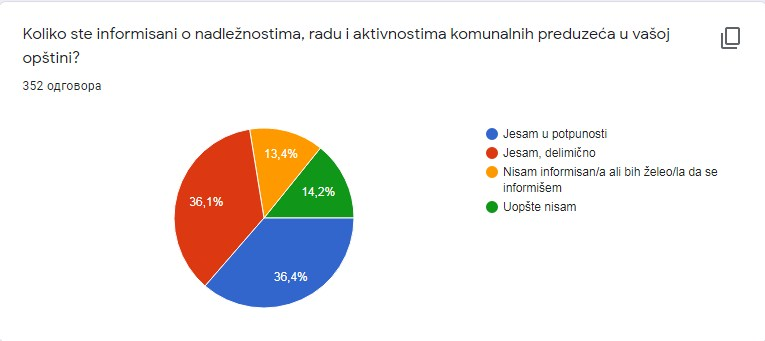 Koliko ste informisani o nadležnostima, radu i aktivnostima komunalnih preduzeća u vašoj
opštini?
352 одговора
Jesam u potpunosti
Jesam, delimično
Nisam informisan/a ali bih želeo/la da se
informišem
Uopšte nisam
13,4%
14,2%
36,1%
36,4%